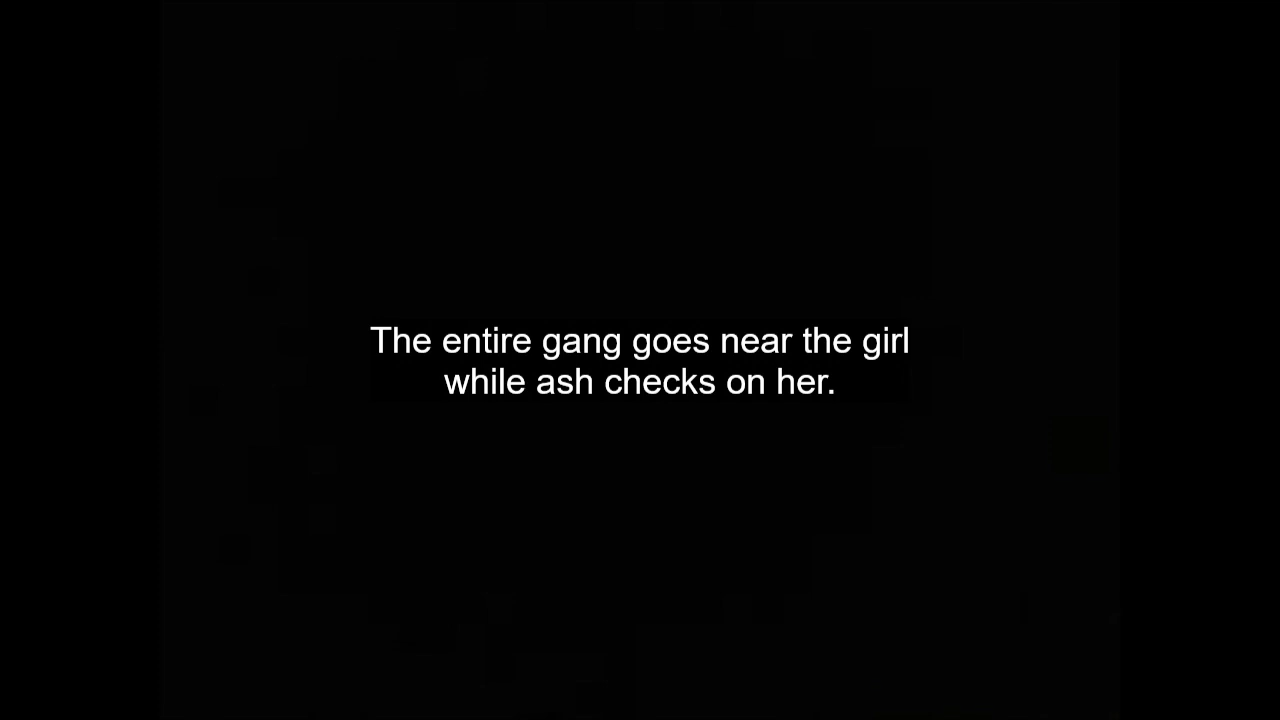 The entire gang goes near the girl
while ash checks on her.